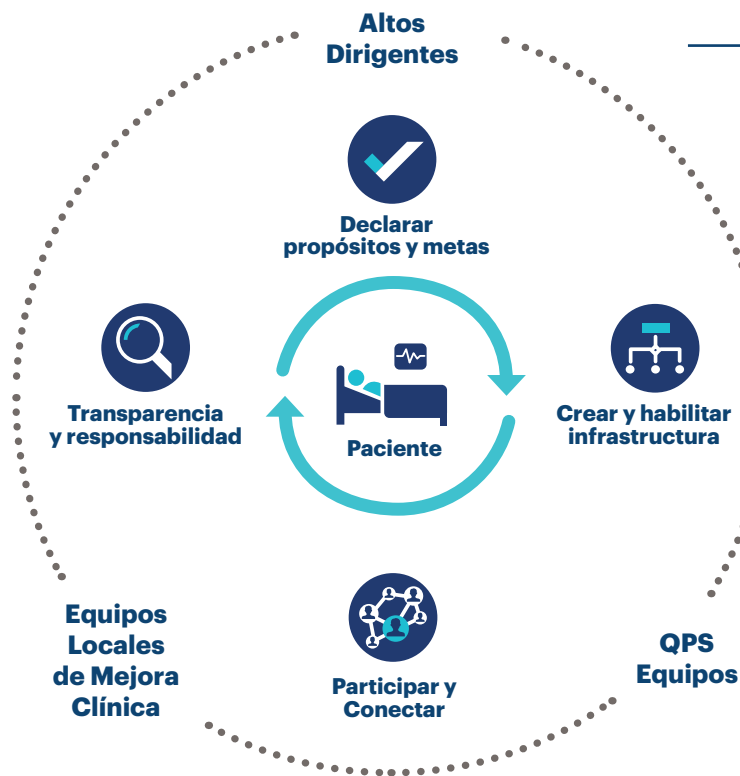 Altos
Dirigentes
Declarar
propósitos y metas
Transparencia
y responsabilidad
Paciente
Crear y habilitar
infrastructura
Equipos
Locales
de Mejora
Clínica
Participar y
Conectar
QPS
Equipos